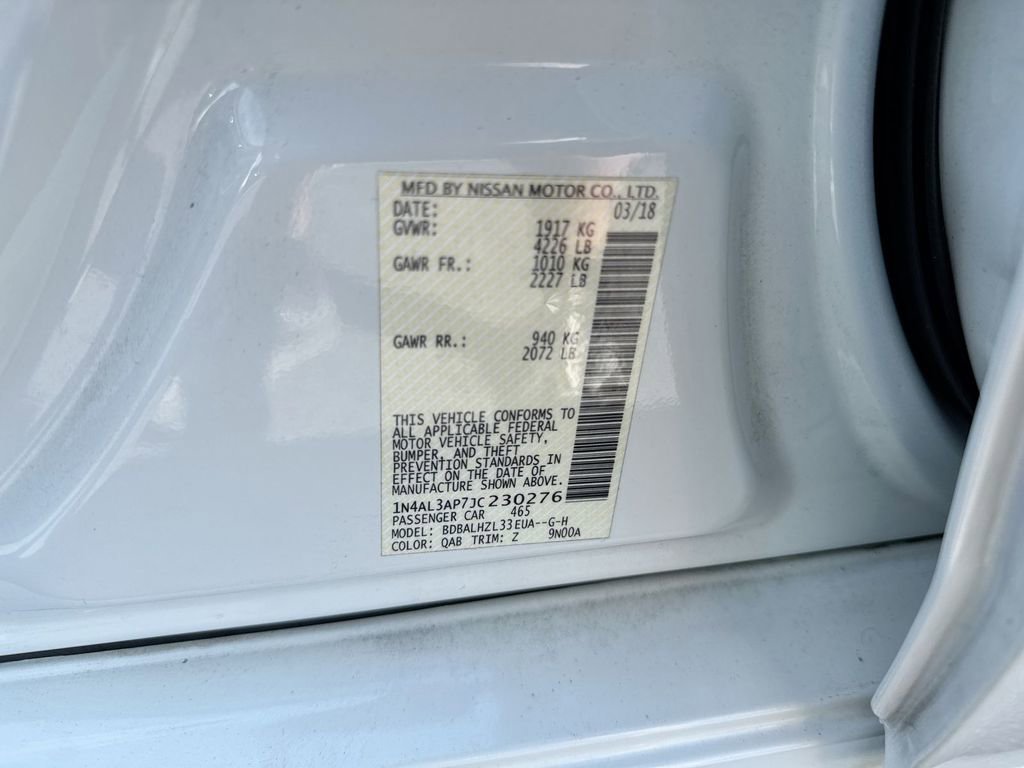 MFD BY NISSAN MOTOR CO., LTD.
DATE: 03/18
GVWR: 1917 KG
4226 LB
GAWR FR.: 1010 KG
2227 LB
GAWR RR.: 940 KG
2072 LB
THIS VEHICLE CONFORMS TO
ALL APPLICABLE FEDERAL
MOTOR VEHICLE SAFETY,
BUMPER, AND THEFT
PREVENTION STANDARDS IN
EFFECT ON THE DATE OF
MANUFACTURE SHOWN ABOVE.
1N4AL3AP7JC230276
PASSENGER CAR 465
MODEL: BDBALHZL33EUA--G-H
COLOR: QAB TRIM: Z 9N00A